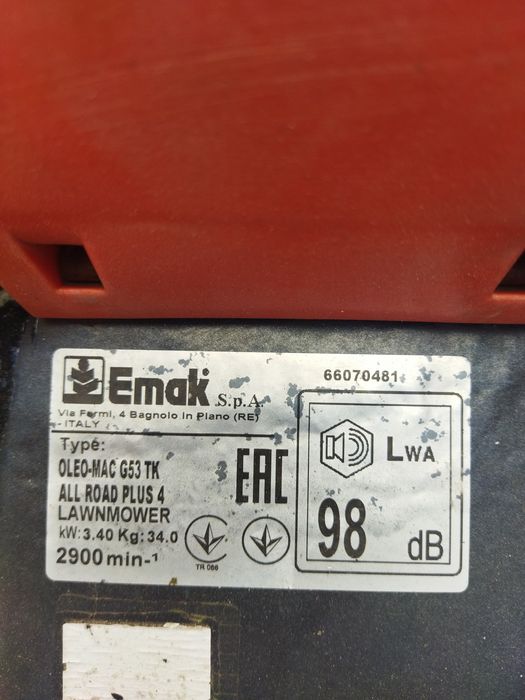 Emak S.p.A.
66070481
Via Fermi, 4 Bagnolo in Piano (RE)
- ITALY
Type:
OLEO-MAC G53 TK
ALL ROAD PLUS 4
LAWNMOWER
kW: 3.40 Kg: 34.0
2900 min-¹
EAC
TR 066
LWA
98 dB